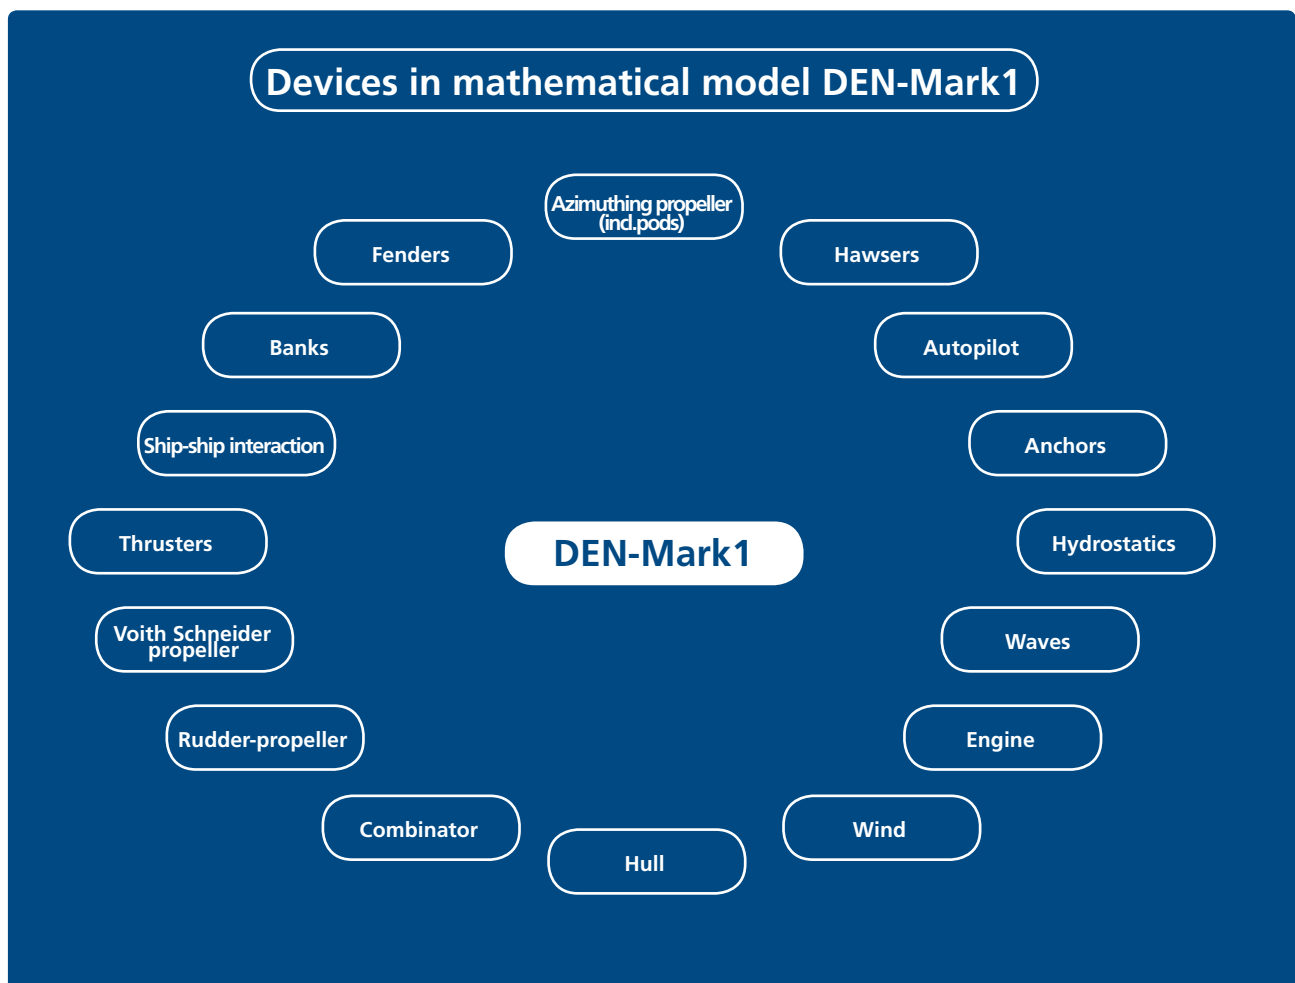 Devices in mathematical model DEN-Mark1
Azimuthing propeller
(incl.pods)
Fenders
Hawsers
Banks
Autopilot
Ship-ship interaction
Anchors
Thrusters
DEN-Mark1
Hydrostatics
Voith Schneider
propeller
Waves
Rudder-propeller
Engine
Combinator
Wind
Hull